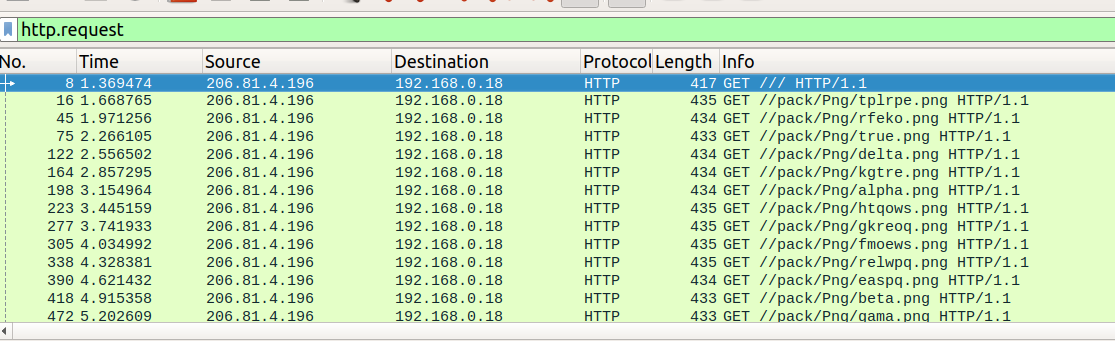 http.request
No. Time Source Destination Protocol Length Info
8 1.369474 206.81.4.196 192.168.0.18 HTTP 417 GET /// HTTP/1.1
16 1.668765 206.81.4.196 192.168.0.18 HTTP 435 GET //pack/Png/tplrpe.png HTTP/1.1
45 1.971256 206.81.4.196 192.168.0.18 HTTP 434 GET //pack/Png/rfeko.png HTTP/1.1
75 2.266105 206.81.4.196 192.168.0.18 HTTP 433 GET //pack/Png/true.png HTTP/1.1
122 2.556502 206.81.4.196 192.168.0.18 HTTP 434 GET //pack/Png/delta.png HTTP/1.1
164 2.857295 206.81.4.196 192.168.0.18 HTTP 434 GET //pack/Png/kgtre.png HTTP/1.1
198 3.154964 206.81.4.196 192.168.0.18 HTTP 434 GET //pack/Png/alpha.png HTTP/1.1
223 3.445159 206.81.4.196 192.168.0.18 HTTP 435 GET //pack/Png/htqows.png HTTP/1.1
277 3.741933 206.81.4.196 192.168.0.18 HTTP 435 GET //pack/Png/gkreoq.png HTTP/1.1
305 4.034992 206.81.4.196 192.168.0.18 HTTP 435 GET //pack/Png/fmoews.png HTTP/1.1
338 4.328381 206.81.4.196 192.168.0.18 HTTP 435 GET //pack/Png/relwpq.png HTTP/1.1
390 4.621432 206.81.4.196 192.168.0.18 HTTP 434 GET //pack/Png/easpq.png HTTP/1.1
418 4.915358 206.81.4.196 192.168.0.18 HTTP 433 GET //pack/Png/beta.png HTTP/1.1
472 5.202609 206.81.4.196 192.168.0.18 HTTP 433 GET //pack/Png/gama.png HTTP/1.1